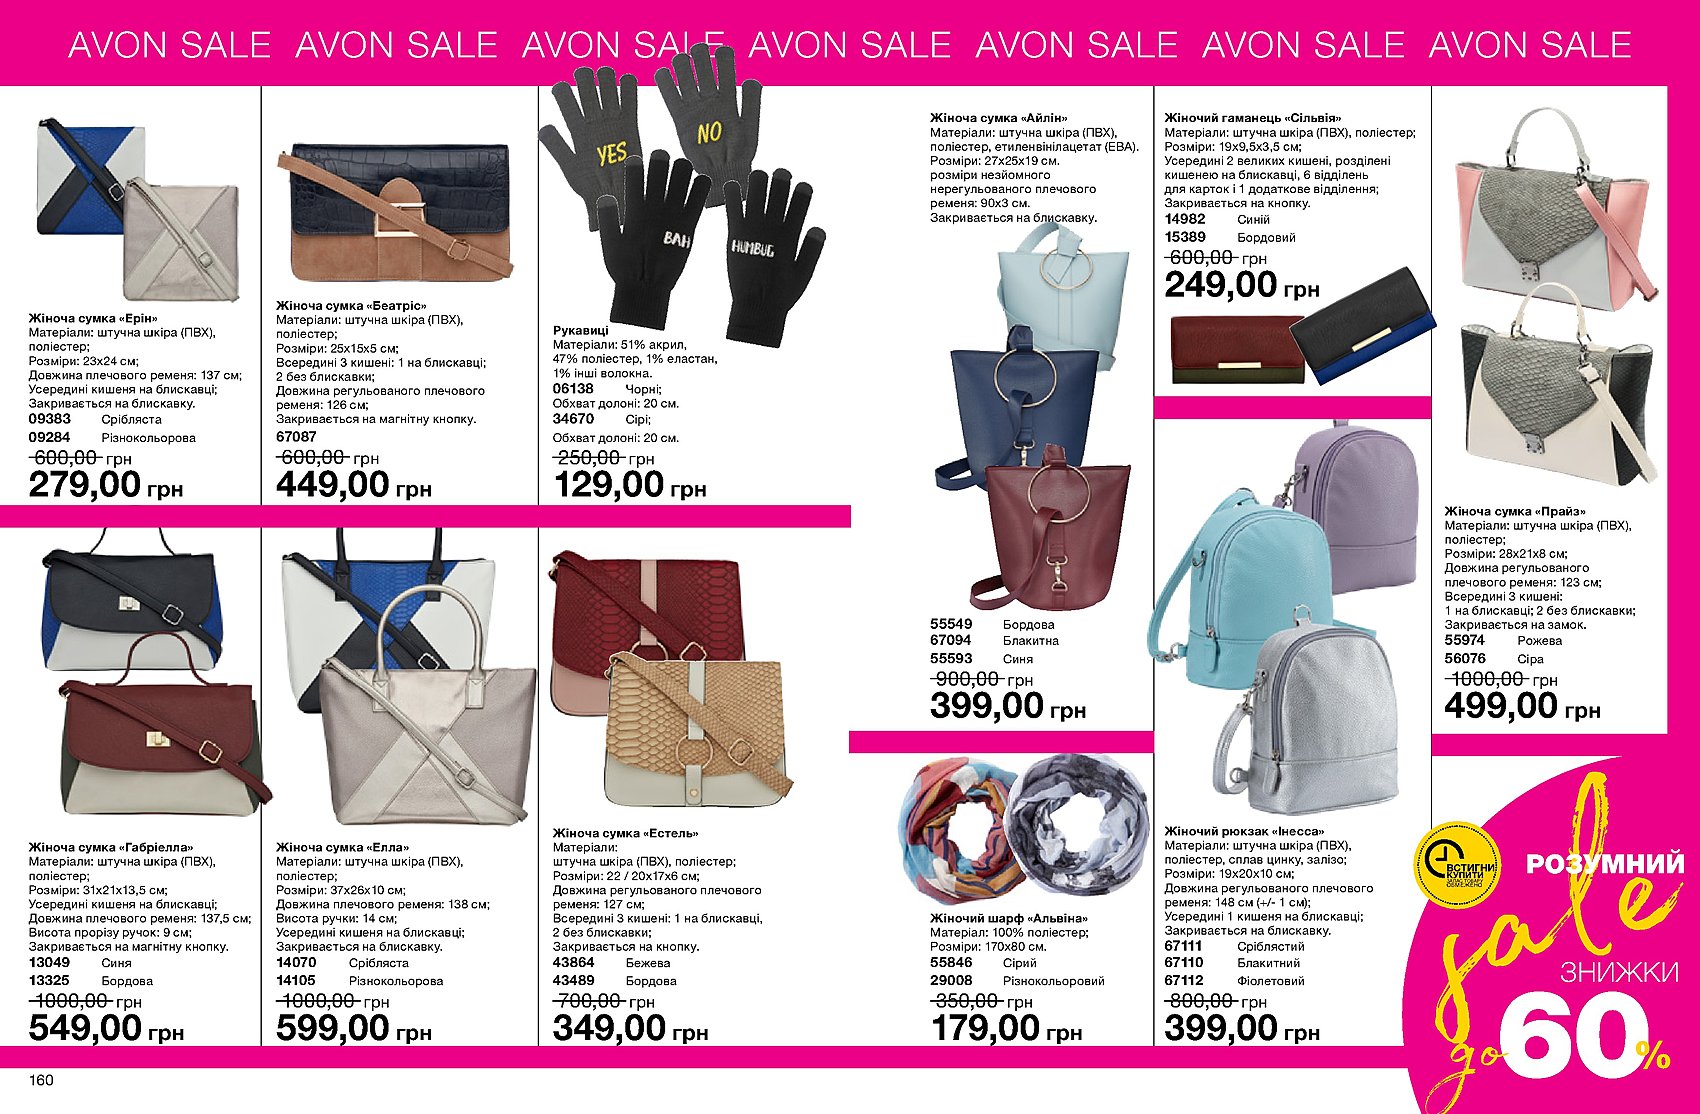 AVON SALE AVON SALE AVON SALE AVON SALE AVON SALE AVON SALE AVON SALE
Жіноча сумка «Ерін»
Матеріали: штучна шкіра (ПВХ),
поліестер;
Розміри: 23х24 см;
Довжина плечового ременя: 137 см;
Усередині кишеня на блискавці;
Закривається на блискавку.
09383 Срібляста
09284 Різнокольорова
600,00 грн
279,00 грн
Жіноча сумка «Беатріс»
Матеріали: штучна шкіра (ПВХ),
поліестер;
Розміри: 25х15х5 см;
Всередині 3 кишені: 1 на блискавці;
2 без блискавки;
Довжина регульованого плечового
ременя: 126 см;
Закривається на магнітну кнопку.
67087
600,00 грн
449,00 грн
YES
NO
BAH
HUMBUG
Рукавиці
Матеріали: 51% акрил,
47% поліестер, 1% еластан,
1% інші волокна.
06138 Чорні;
Обхват долоні: 20 см.
34670 Сірі;
Обхват долоні: 20 см.
250,00 грн
129,00 грн
Жіноча сумка «Габріелла»
Матеріали: штучна шкіра (ПВХ),
поліестер;
Розміри: 31х21х13,5 см;
Усередині кишеня на блискавці;
Довжина плечового ременя: 137,5 см;
Висота прорізу ручок: 9 см;
Закривається на магнітну кнопку.
13049 Синя
13325 Бордова
1000,00 грн
549,00 грн
Жіноча сумка «Елла»
Матеріали: штучна шкіра (ПВХ),
поліестер;
Розміри: 37х26х10 см;
Довжина плечового ременя: 138 см;
Висота ручки: 14 см;
Усередині кишеня на блискавці;
Закривається на блискавку.
14070 Срібляста
14105 Різнокольорова
1000,00 грн
599,00 грн
Жіноча сумка «Естель»
Матеріали:
штучна шкіра (ПВХ), поліестер;
Розміри: 22 / 20х17х6 см;
Довжина регульованого плечового
ременя: 127 см;
Всередині 3 кишені: 1 на блискавці,
2 без блискавки;
Закривається на кнопку.
43864 Бежева
43489 Бордова
700,00 грн
349,00 грн
160
Жіноча сумка «Айлін»
Матеріали: штучна шкіра (ПВХ),
поліестер, етиленвінілацетат (ЕВА).
Розміри: 27х25х19 см.
розміри незйомного
нерегульованого плечового
ременя: 90х3 см.
Закривається на блискавку.
55549 Бордова
67094 Блакитна
55593 Синя
900,00 грн
399,00 грн
Жіночий гаманець «Сільвія»
Матеріали: штучна шкіра (ПВХ), поліестер;
Розміри: 19х9,5х3,5 см;
Усередині 2 великих кишені, розділені
кишенею на блискавці, 6 відділень
для карток і 1 додаткове відділення;
Закривається на кнопку.
14982 Синій
15389 Бордовий
600,00 грн
249,00 грн
Жіноча сумка «Прайз»
Матеріали: штучна шкіра (ПВХ),
поліестер;
Розміри: 28х21х8 см;
Довжина регульованого
плечового ременя: 123 см;
Всередині 3 кишені:
1 на блискавці; 2 без блискавки;
Закривається на замок.
55974 Рожева
56076 Сіра
1000,00 грн
499,00 грн
Жіночий шарф «Альвіна»
Матеріал: 100% поліестер;
Розміри: 170х80 см.
55846 Сірий
29008 Різнокольоровий
350,00 грн
179,00 грн
Жіночий рюкзак «Інесса»
Матеріали: штучна шкіра (ПВХ),
поліестер, сплав цинку, залізо;
Розміри: 19х20х10 см;
Довжина регульованого плечового
ременя: 148 см (+/- 1 см);
Усередині 1 кишеня на блискавці;
Закривається на блискавку.
67111 Сріблястий
67110 Блакитний
67112 Фіолетовий
800,00 грн
399,00 грн
ВСТИГНИ
КУПИТИ
ЗАПАС ТОВАРУ
ОБМЕЖЕНО
РОЗУМНИЙ
sale
ЗНИЖКИ
до 60%